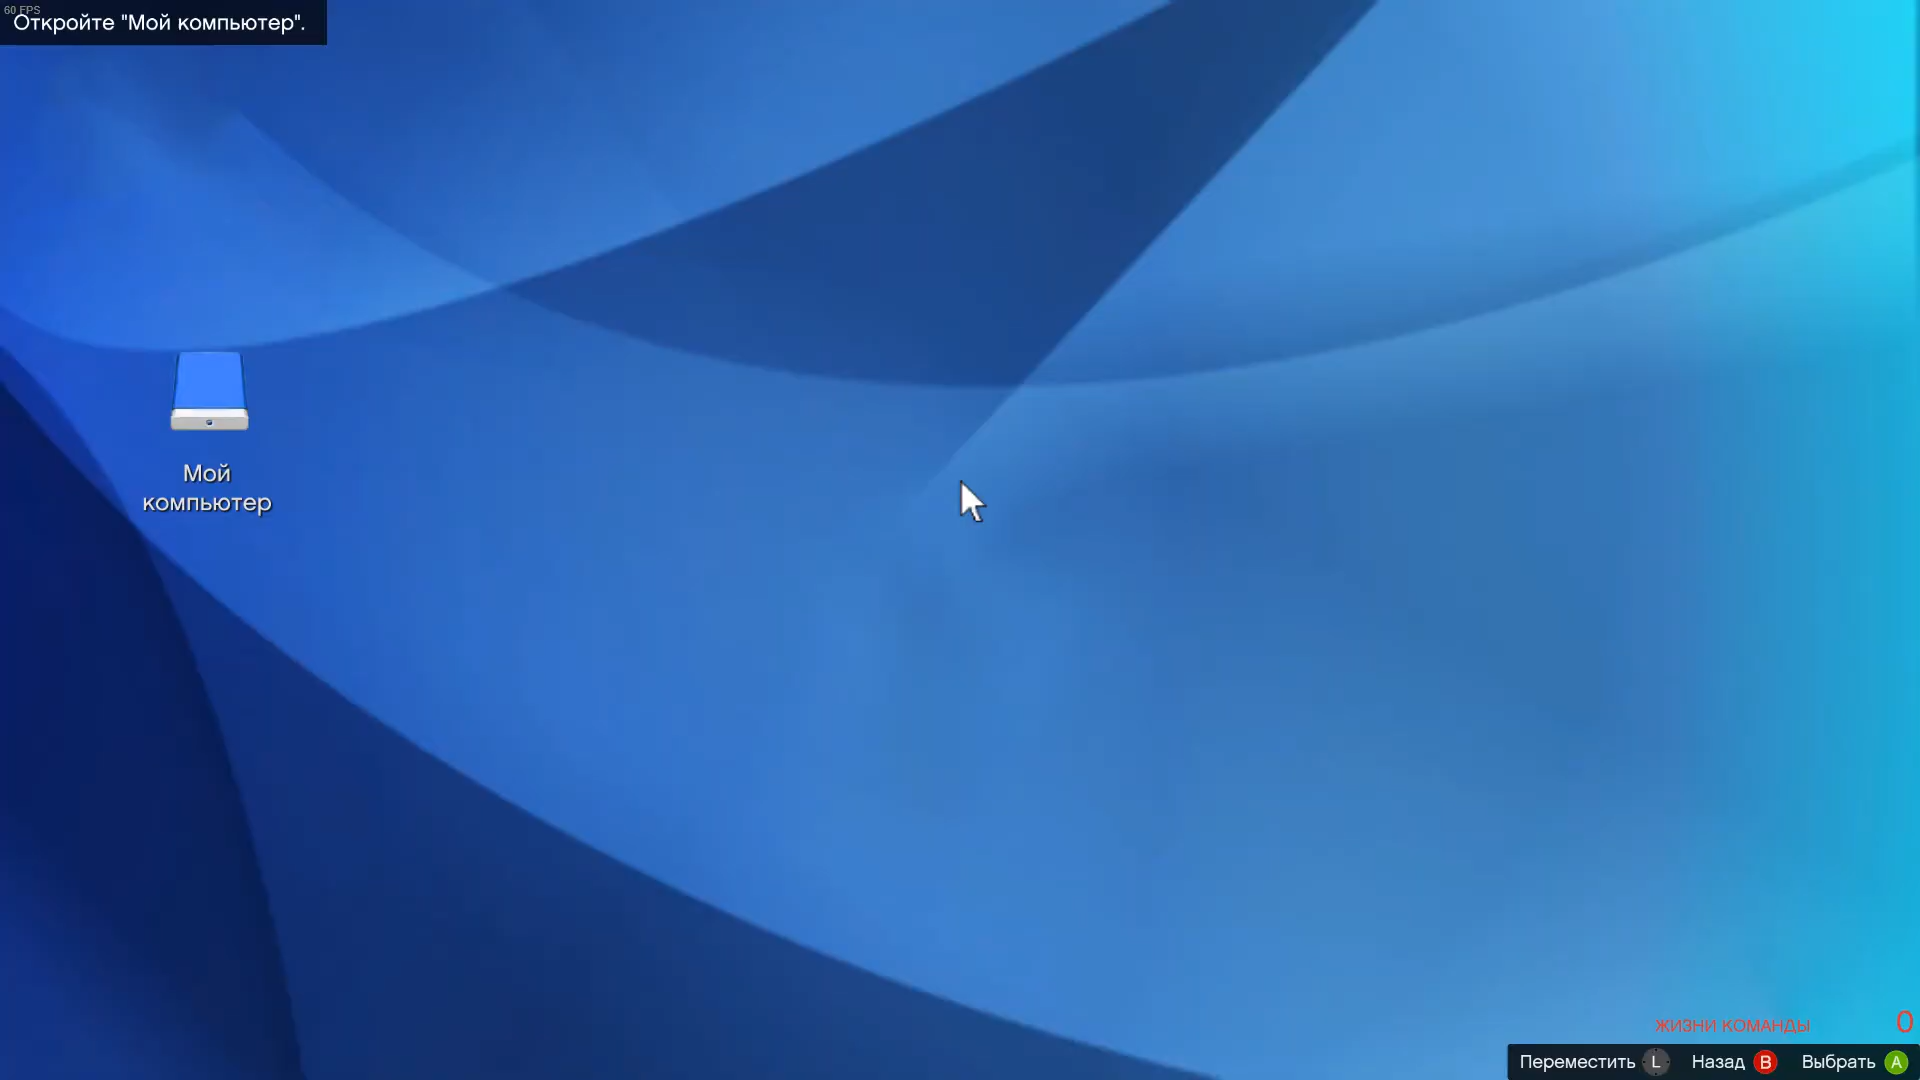 60 FPS
Откройте "Мой компьютер".
Мой
компьютер
ЖИЗНИ КОМАНДЫ 0
Переместить L Назад B Выбрать A